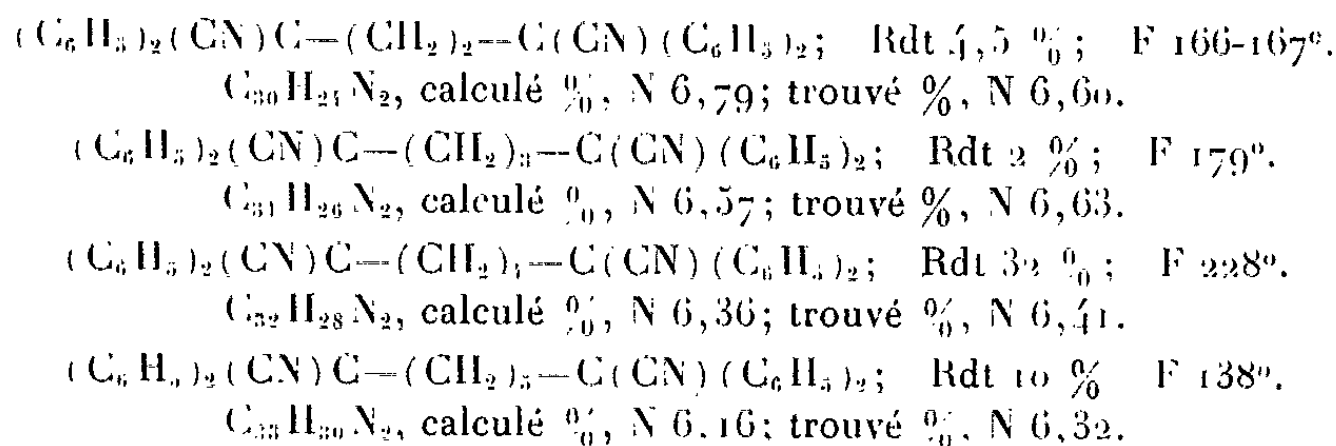 (C₆H₅)₂(CN)C—(CH₂)₂—C(CN)(C₆H₅)₂; Rdt 4,5 %; F 166-167°.
C₃₀H₂₄N₂, calculé %, N 6,79; trouvé %, N 6,60.
(C₆H₅)₂(CN)C—(CH₂)₃—C(CN)(C₆H₅)₂; Rdt 2 %; F 179°.
C₃₁H₂₆N₂, calculé %, N 6,57; trouvé %, N 6,63.
(C₆H₅)₂(CN)C—(CH₂)₄—C(CN)(C₆H₅)₂; Rdt 32 %; F 228°.
C₃₂H₂₈N₂, calculé %, N 6,36; trouvé %, N 6,41.
(C₆H₅)₂(CN)C—(CH₂)₅—C(CN)(C₆H₅)₂; Rdt 10 % F 138°.
C₃₃H₃₀N₂, calculé %, N 6.16; trouvé %, N 6,32.